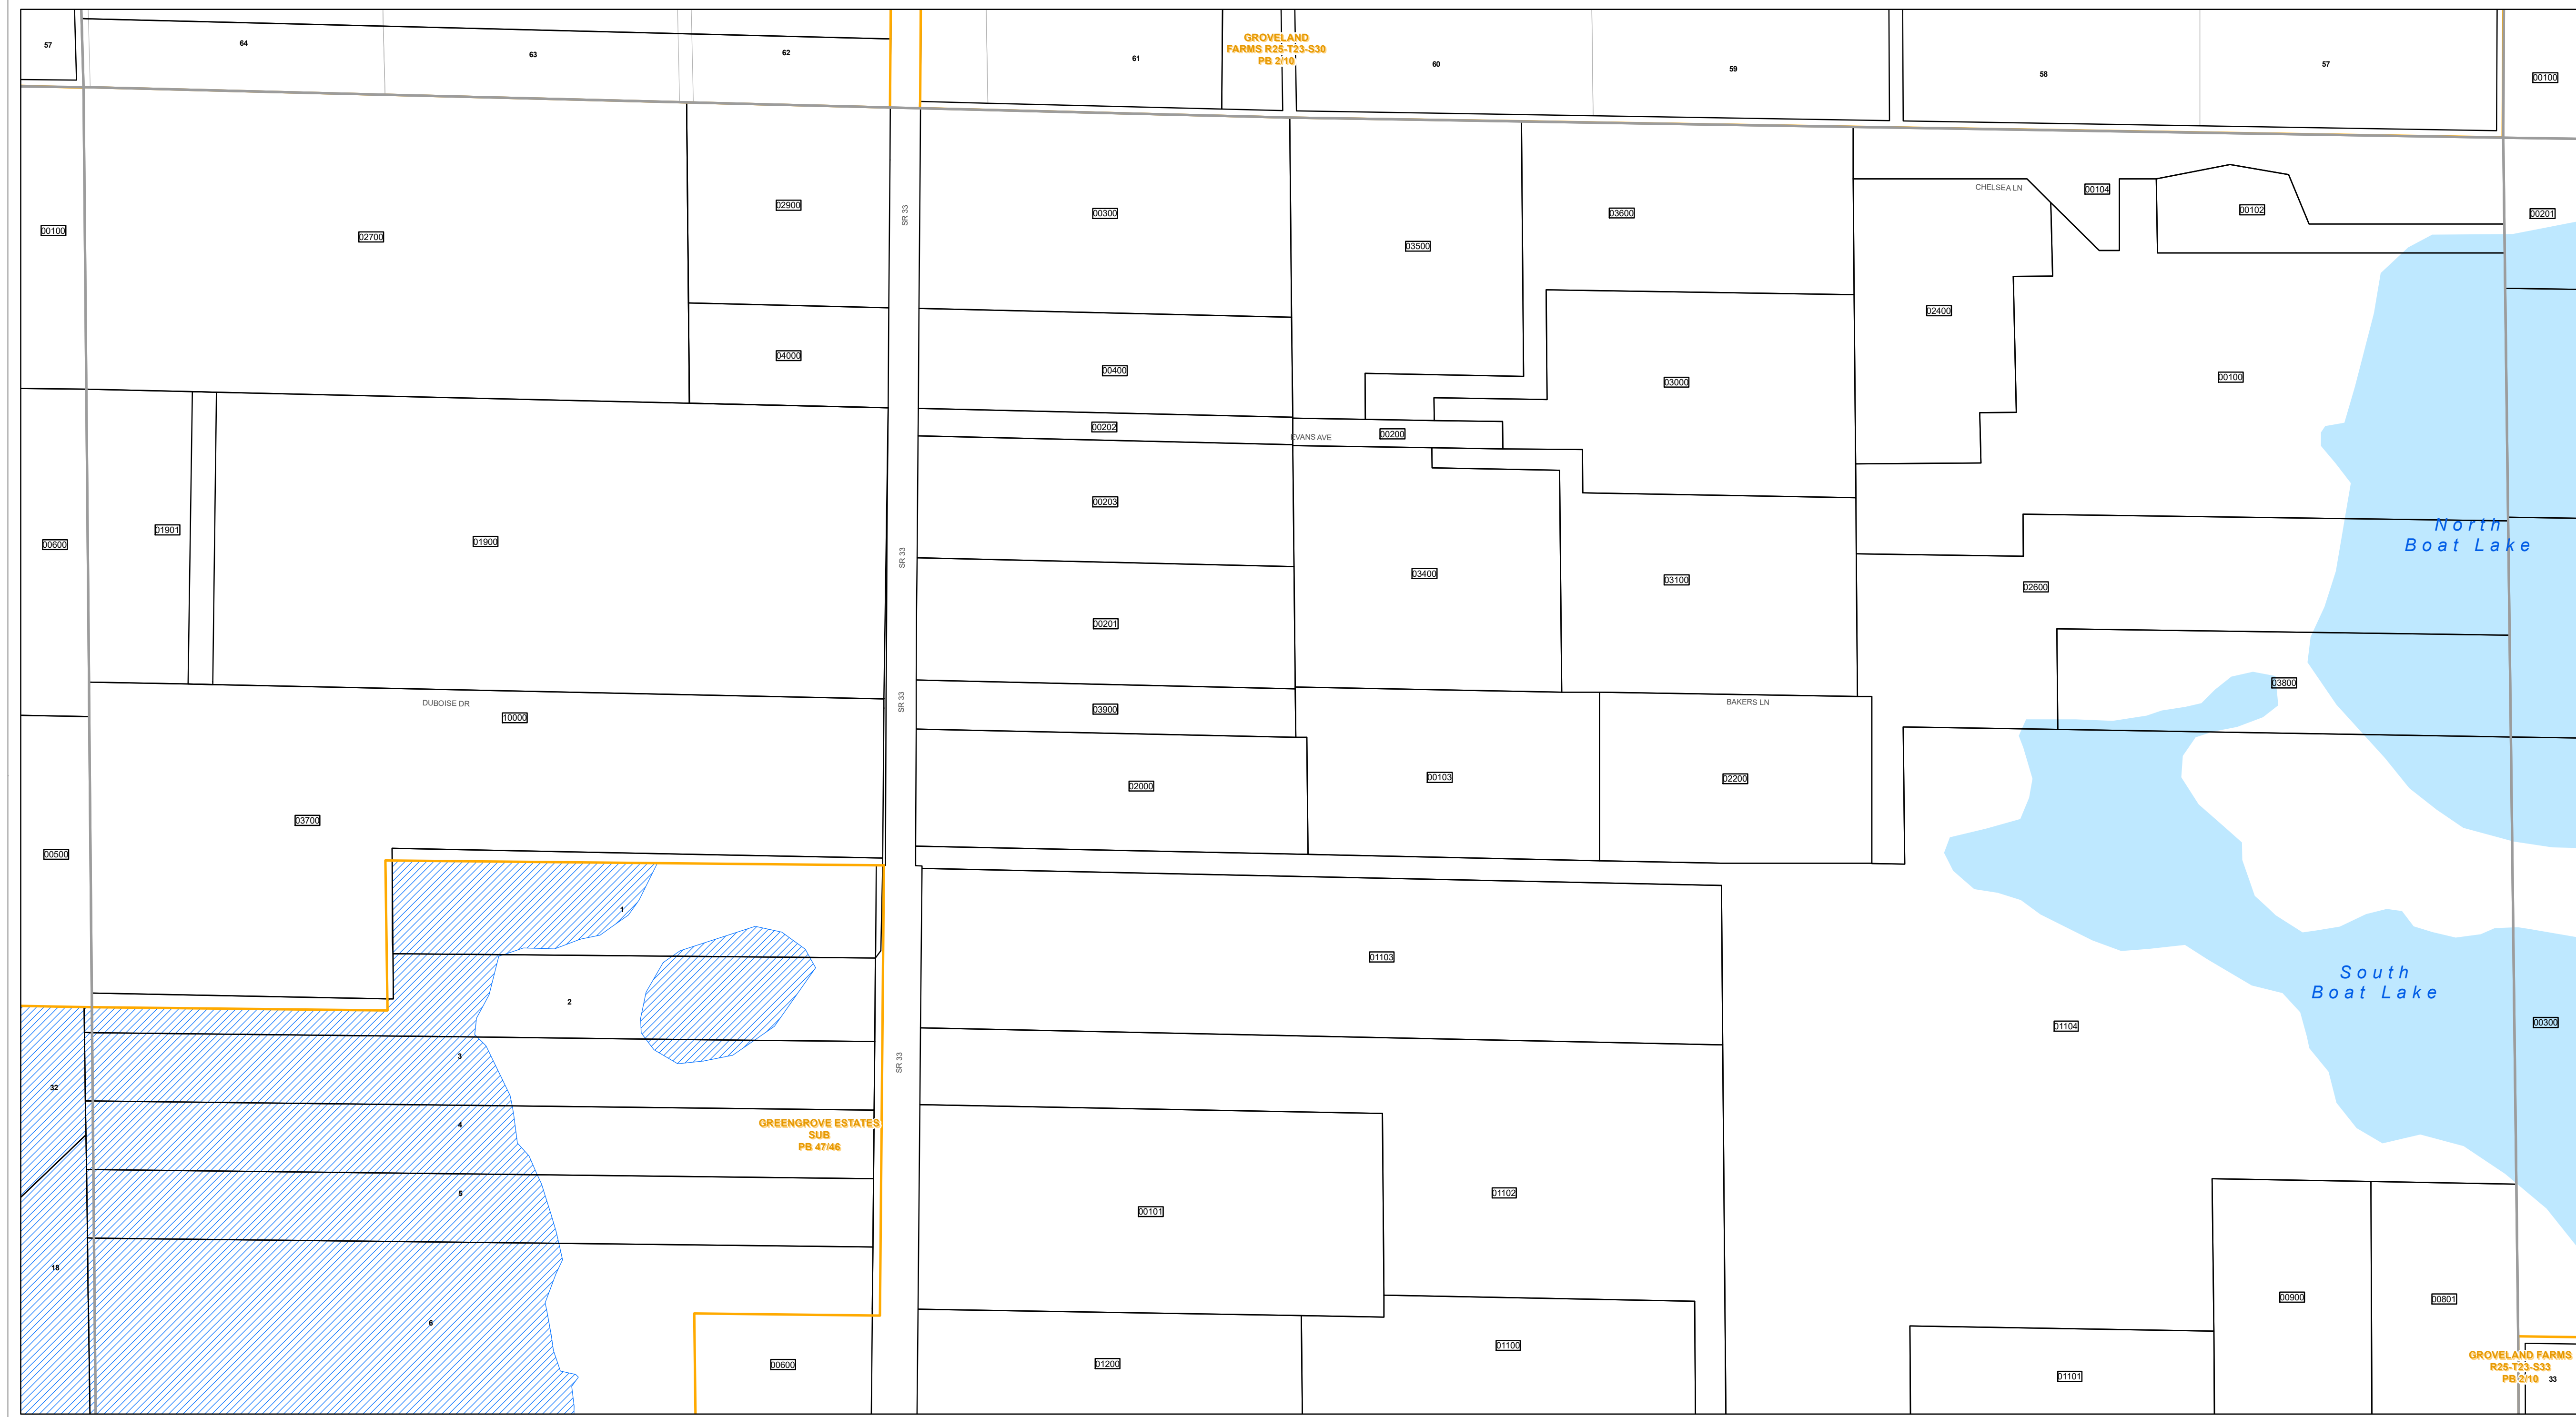 57
64
63
62
61
GROVELAND
FARMS R25-T23-S30
PB 2/10
60
59
58
57
00100
00100
02700
02900
SR 33
00300
03500
03600
CHELSEA LN
00104
00102
00201
04000
00400
03000
02400
00100
00202
EVANS AVE
00200
00600
01901
01900
SR 33
00203
03400
03100
02600
North
Boat Lake
00201
DUBOISE DR
10000
SR 33
03900
BAKERS LN
03800
03700
00500
02000
00103
02200
1
2
01103
South
Boat Lake
01104
00300
3
32
SR 33
4
GREENGROVE ESTATES
SUB
PB 47/46
5
00101
01102
18
6
00600
01200
01100
00900
00801
01101
GROVELAND FARMS
R25-T23-S33
PB 2/10
33